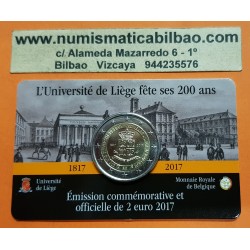 www.numismaticabilbao.com
c/. Alameda Mazarredo 6 - 1º
Bilbao Vizcaya 944235576
L'Université de Liège fête ses 200 ans
1817
2017
Université
de Liège
Monnaie Royale
de Belgique
Émission commémorative et
officielle de 2 euro 2017